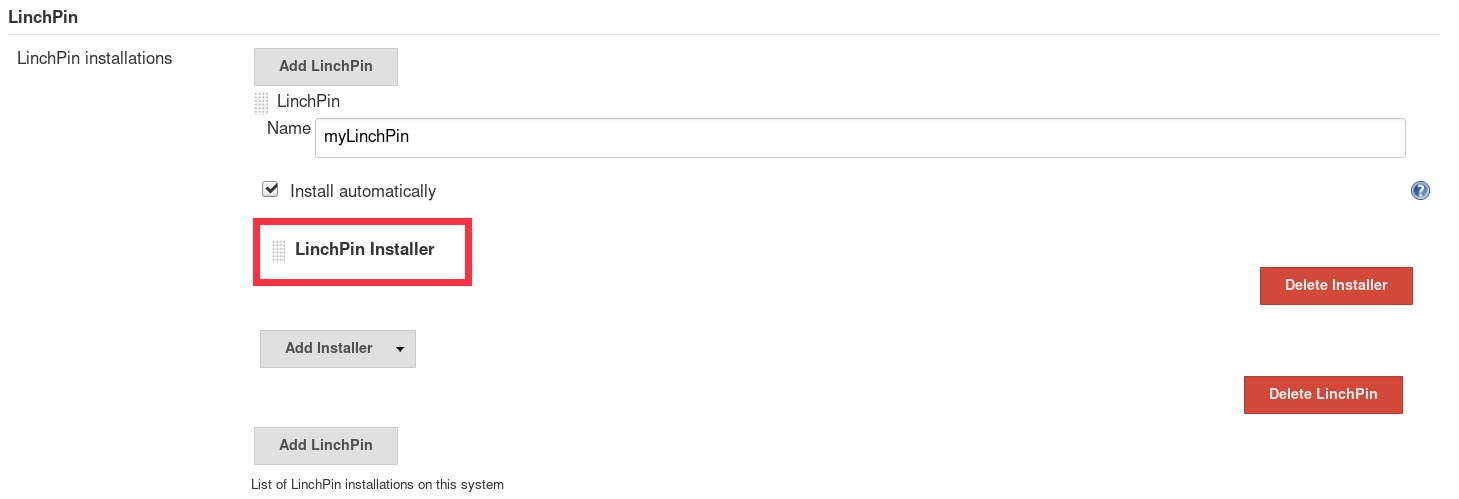 LinchPin
LinchPin installations
Add LinchPin
LinchPin
Name
myLinchPin
Install automatically
?
LinchPin Installer
Delete Installer
Add Installer
Delete LinchPin
Add LinchPin
List of LinchPin installations on this system